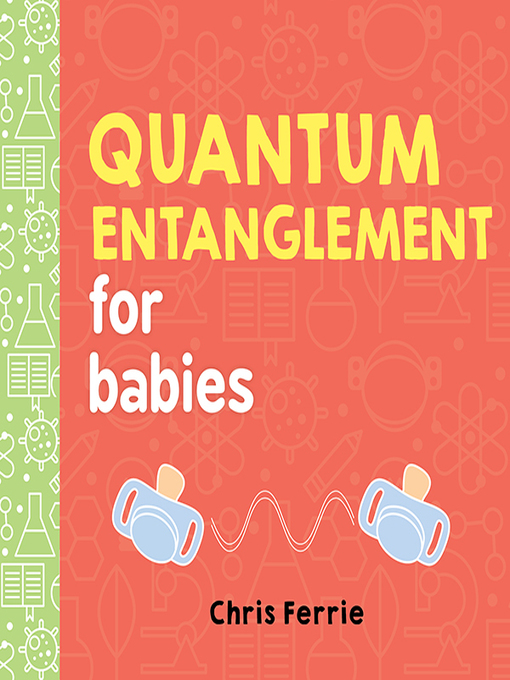 QUANTUM
ENTANGLEMENT
for
babies
Chris Ferrie